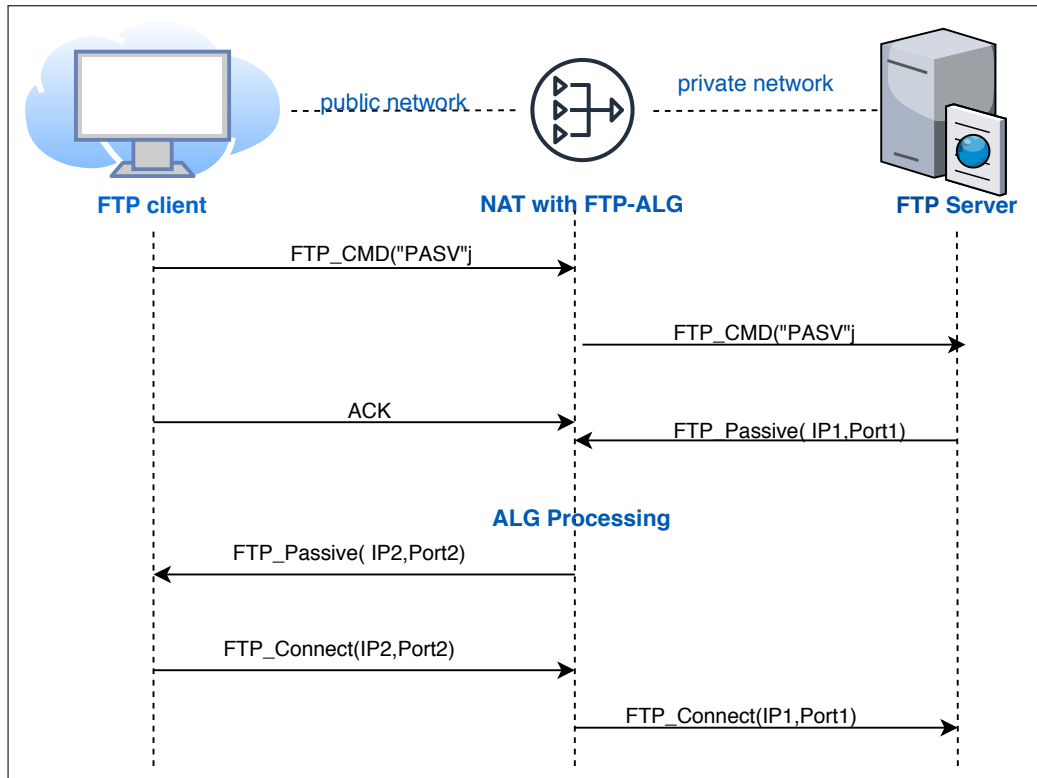 public network
private network
FTP client
NAT with FTP-ALG
FTP Server
FTP_CMD("PASV"j
FTP_CMD("PASV"j
ACK
FTP_Passive( IP1,Port1)
ALG Processing
FTP_Passive( IP2,Port2)
FTP_Connect(IP2,Port2)
FTP_Connect(IP1,Port1)